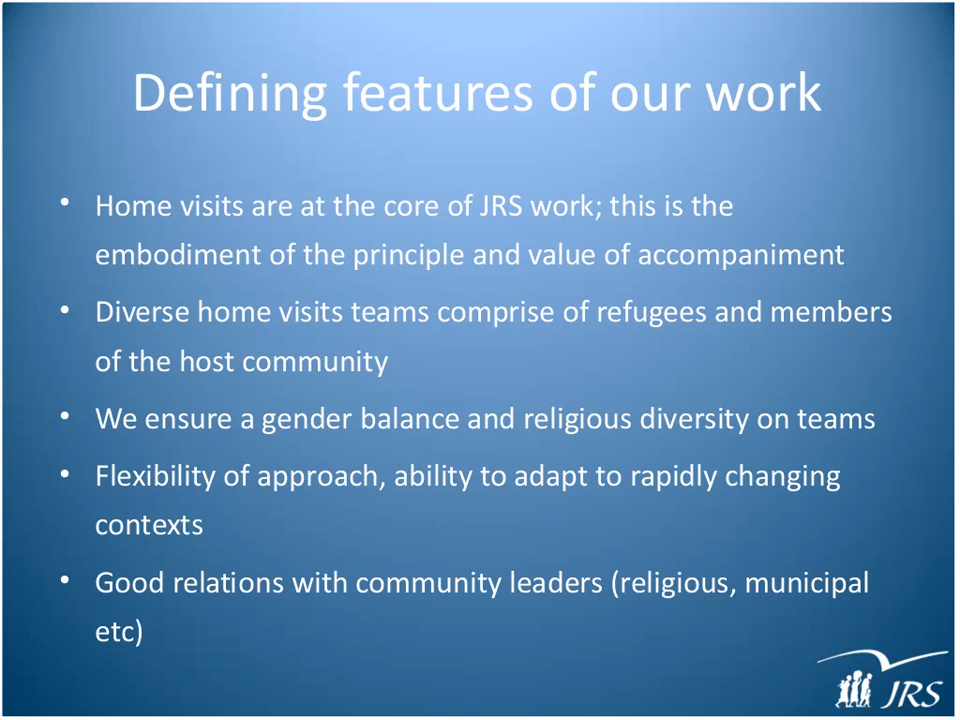 Defining features of our work
• Home visits are at the core of JRS work; this is the
embodiment of the principle and value of accompaniment
• Diverse home visits teams comprise of refugees and members
of the host community
• We ensure a gender balance and religious diversity on teams
• Flexibility of approach, ability to adapt to rapidly changing
contexts
• Good relations with community leaders (religious, municipal
etc)
JRS